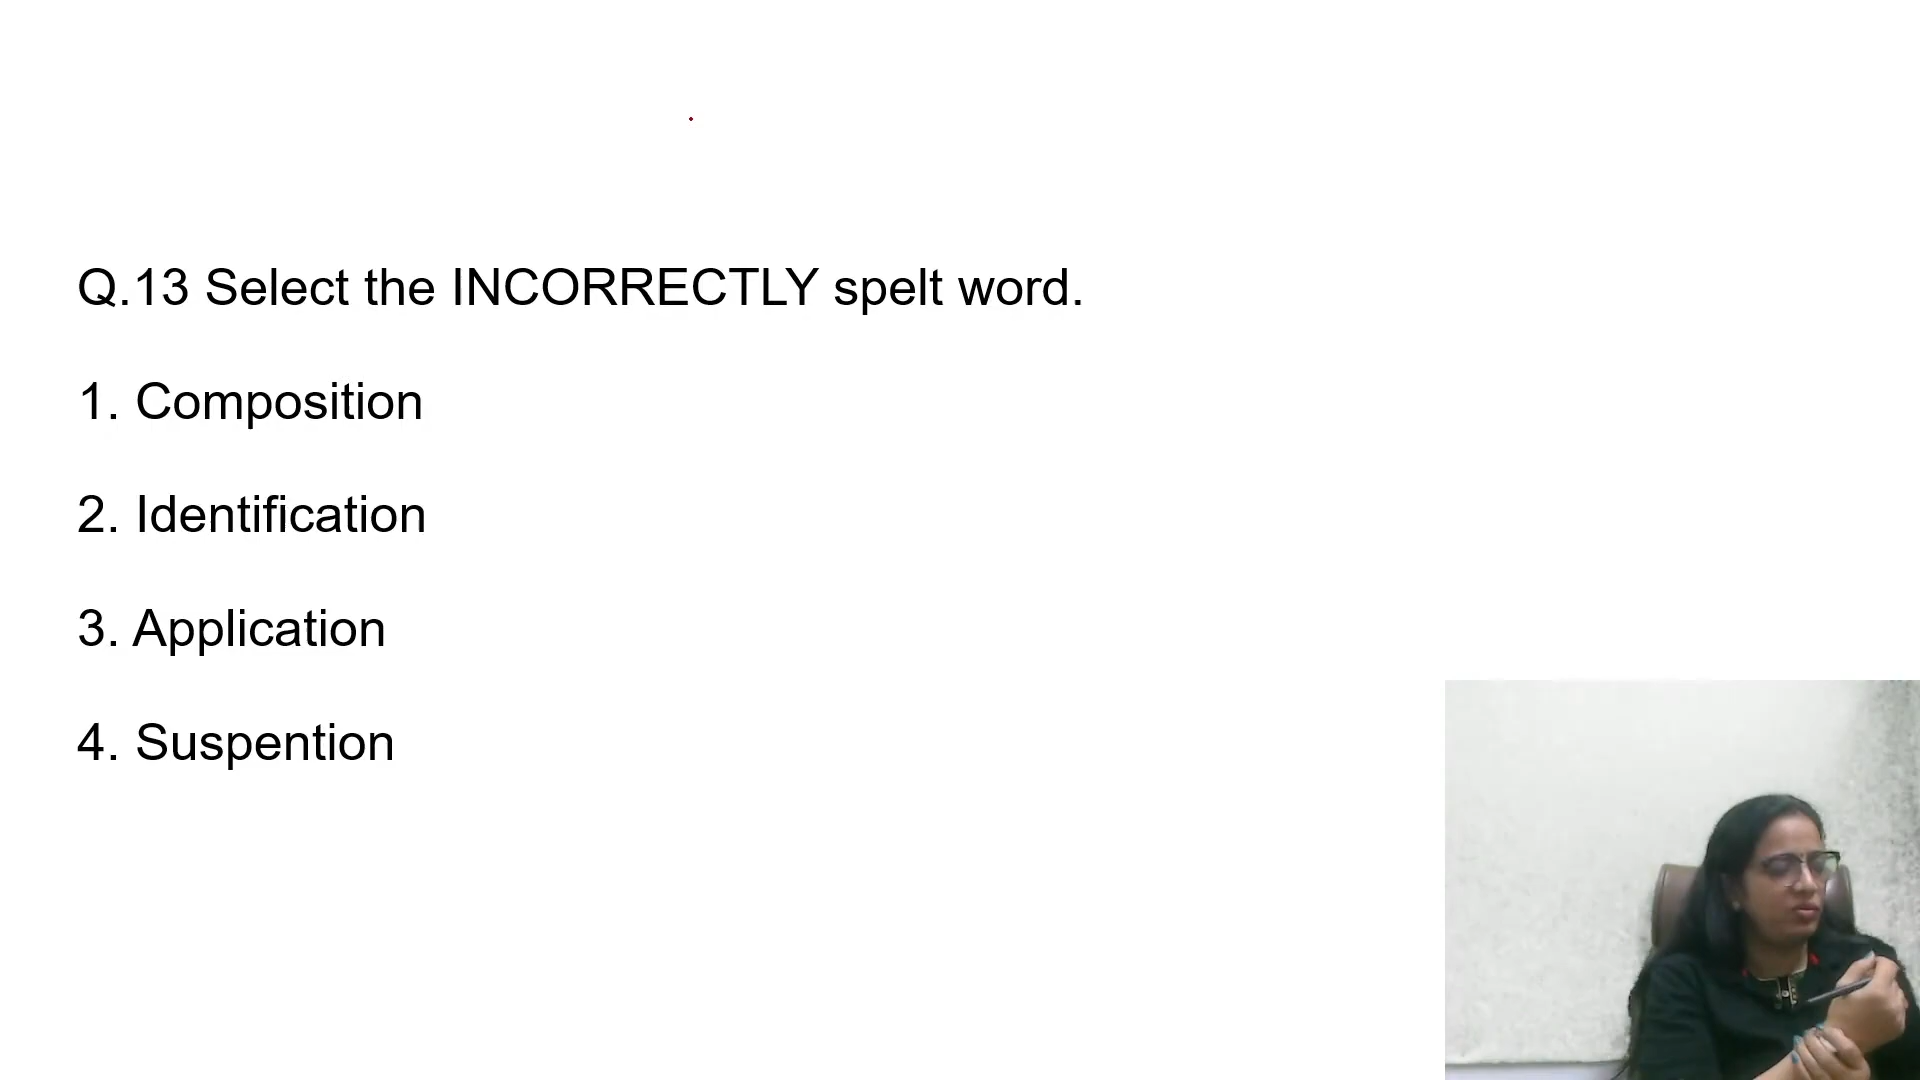 Q.13 Select the INCORRECTLY spelt word.
1. Composition
2. Identification
3. Application
4. Suspention